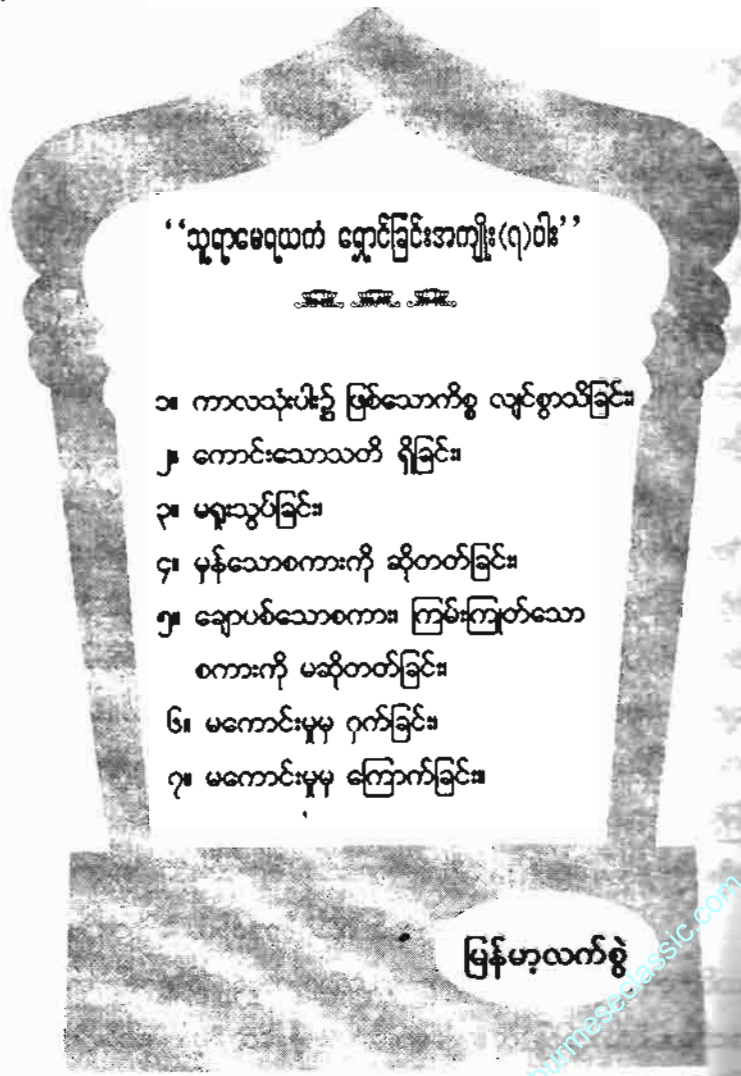 ‘‘သူရာမေရယကံ ရှောင်ခြင်းအကျိုး(၇)ပါး’’
၁။ ကာလသုံးပါး၌ ဖြစ်သောကိစ္စ လျင်စွာသိခြင်း။
၂။ ကောင်းသောသတိ ရှိခြင်း။
၃။ မရူးသွပ်ခြင်း။
၄။ မှန်သောစကားကို ဆိုတတ်ခြင်း။
၅။ ချောပစ်သောစကား၊ ကြမ်းကြုတ်သော
စကားကို မဆိုတတ်ခြင်း။
၆။ မကောင်းမှုမှ ဂှက်ခြင်း။
၇။ မကောင်းမှုမှ ကြောက်ခြင်း။
မြန်မာ့လက်စွဲ
burmeseclassic.com